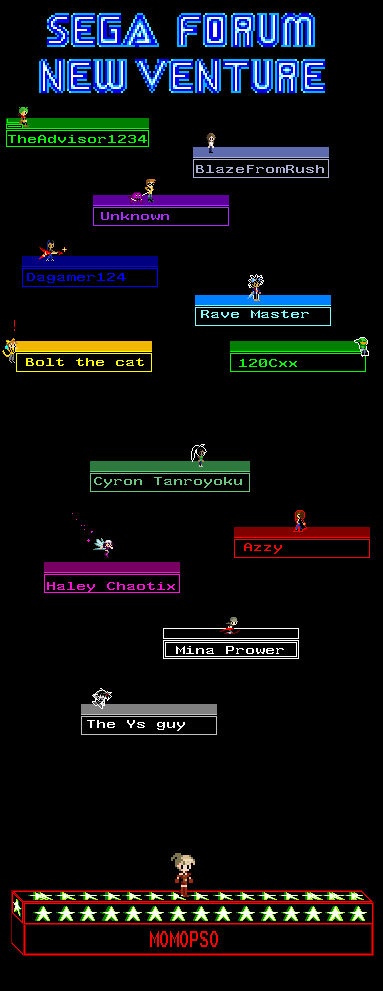 SEGA FORUM
NEW VENTURE
TheAdvisor1234
BlazeFromRush
Unknown
Dagamer124
Rave Master
Bolt the cat
120Cxx
Cyron Tanroyoku
Azzy
Haley Chaotix
Mina Prower
The Ys guy
MOMOPSO